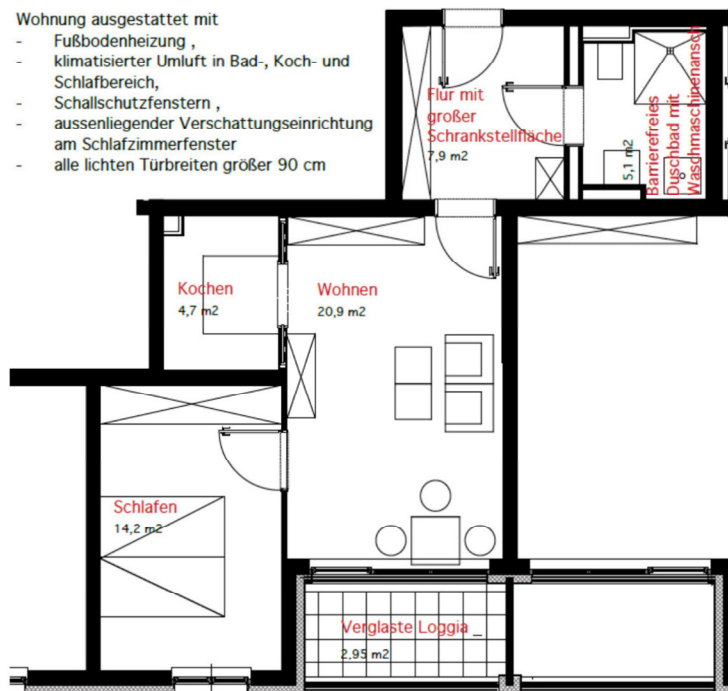 Wohnung ausgestattet mit
- Fußbodenheizung ,
- klimatisierter Umluft in Bad-, Koch- und
Schlafbereich,
- Schallschutzfenstern ,
- aussenliegender Verschattungseinrichtung
am Schlafzimmerfenster
- alle lichten Türbreiten größer 90 cm
Flur mit
großer
Schrankstellfläche
7,9 m2
5,1 m2
Barrierefreies
Duschbad mit
Waschmaschinenansch
Kochen
4,7 m2
Wohnen
20,9 m2
Schlafen
14,2 m2
Verglaste Loggia _
2,95 m2